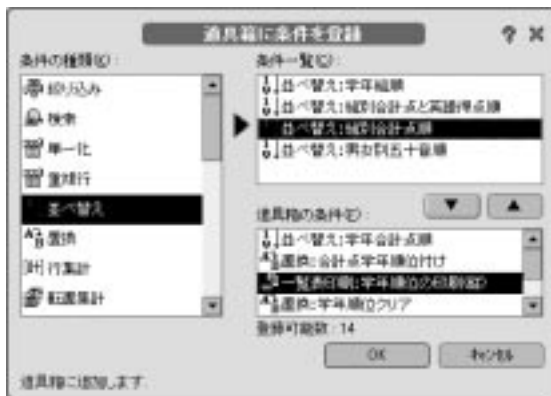 道具箱に条件を登録
条件の種類(K):
絞り込み
検索
単一化
重複行
並べ替え
置換
行集計
転置集計
条件一覧(C):
並べ替え:学年組順
並べ替え:組別合計点と英語得点順
並べ替え:組別合計点順
並べ替え:男女別五十音順
▼ ▲
道具箱の条件(E):
並べ替え:学年合計点順
置換:合計点学年順位付け
一覧表印刷:学年順位の印刷
置換:学年順位クリア
登録可能数:14
OK キャンセル
道具箱に追加します